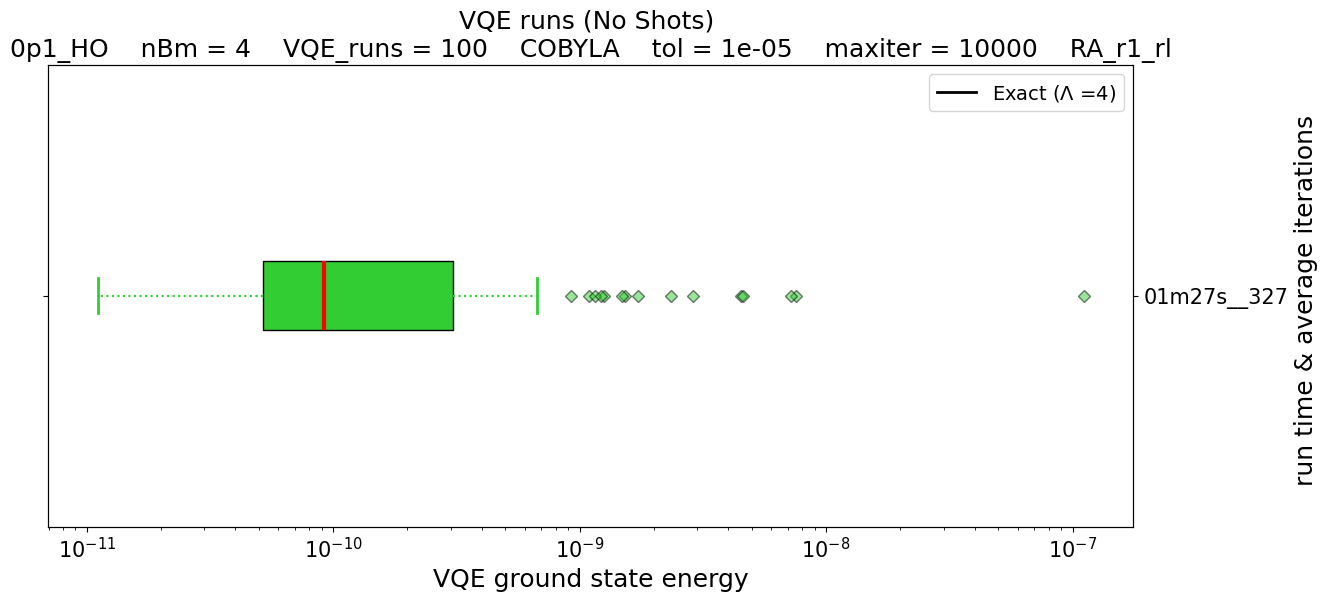 VQE runs (No Shots)
0p1_HO nBm = 4 VQE_runs = 100 COBYLA tol = 1e-05 maxiter = 10000 RA_r1_rl
Exact (Λ =4)
01m27s__327
run time & average iterations
10⁻¹¹ 10⁻¹⁰ 10⁻⁹ 10⁻⁸ 10⁻⁷
VQE ground state energy